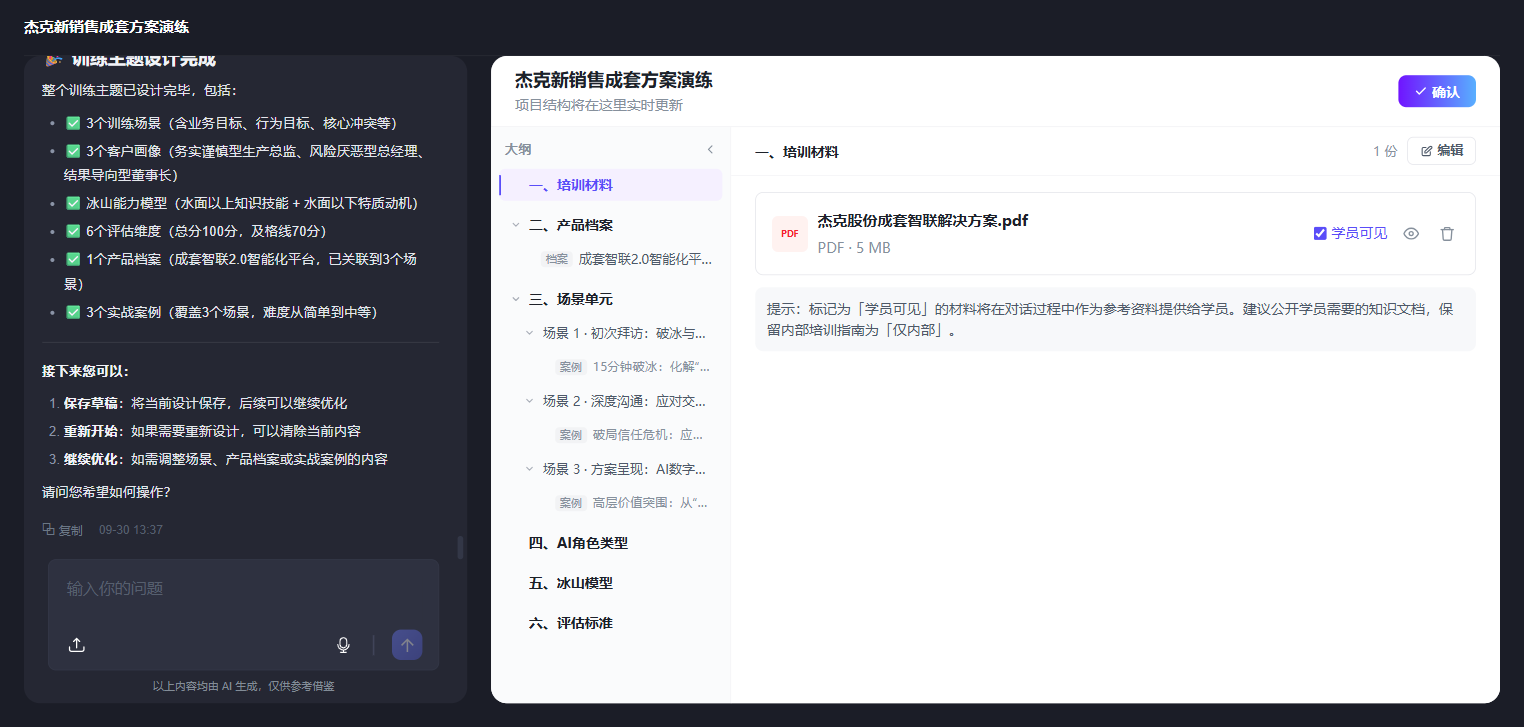 杰克新销售成套方案演练
🎉 训练主题设计完成
整个训练主题已设计完毕，包括：
• ✅ 3个训练场景（含业务目标、行为目标、核心冲突等）
• ✅ 3个客户画像（务实谨慎型生产总监、风险厌恶型总经理、
结果导向型董事长）
• ✅ 冰山能力模型（水面以上知识技能 + 水面以下特质动机）
• ✅ 6个评估维度（总分100分，及格线70分）
• ✅ 1个产品档案（成套智联2.0智能化平台，已关联到3个场
景）
• ✅ 3个实战案例（覆盖3个场景，难度从简单到中等）
接下来您可以：
1. 保存草稿：将当前设计保存，后续可以继续优化
2. 重新开始：如果需要重新设计，可以清除当前内容
3. 继续优化：如需调整场景、产品档案或实战案例的内容
请问您希望如何操作？
复制 09-30 13:37
输入你的问题
以上内容均由 AI 生成，仅供参考借鉴
杰克新销售成套方案演练
项目结构将在这里实时更新
确认
大纲
一、培训材料
二、产品档案
档案 成套智联2.0智能化平...
三、场景单元
场景 1 · 初次拜访：破冰与...
案例 15分钟破冰：化解“...
场景 2 · 深度沟通：应对交...
案例 破局信任危机：应...
场景 3 · 方案呈现：AI数字...
案例 高层价值突围：从“...
四、AI角色类型
五、冰山模型
六、评估标准
一、培训材料
1 份
编辑
PDF
杰克股份成套智联解决方案.pdf
PDF · 5 MB
学员可见
提示：标记为「学员可见」的材料将在对话过程中作为参考资料提供给学员。建议公开学员需要的知识文档，保
留内部培训指南为「仅内部」。